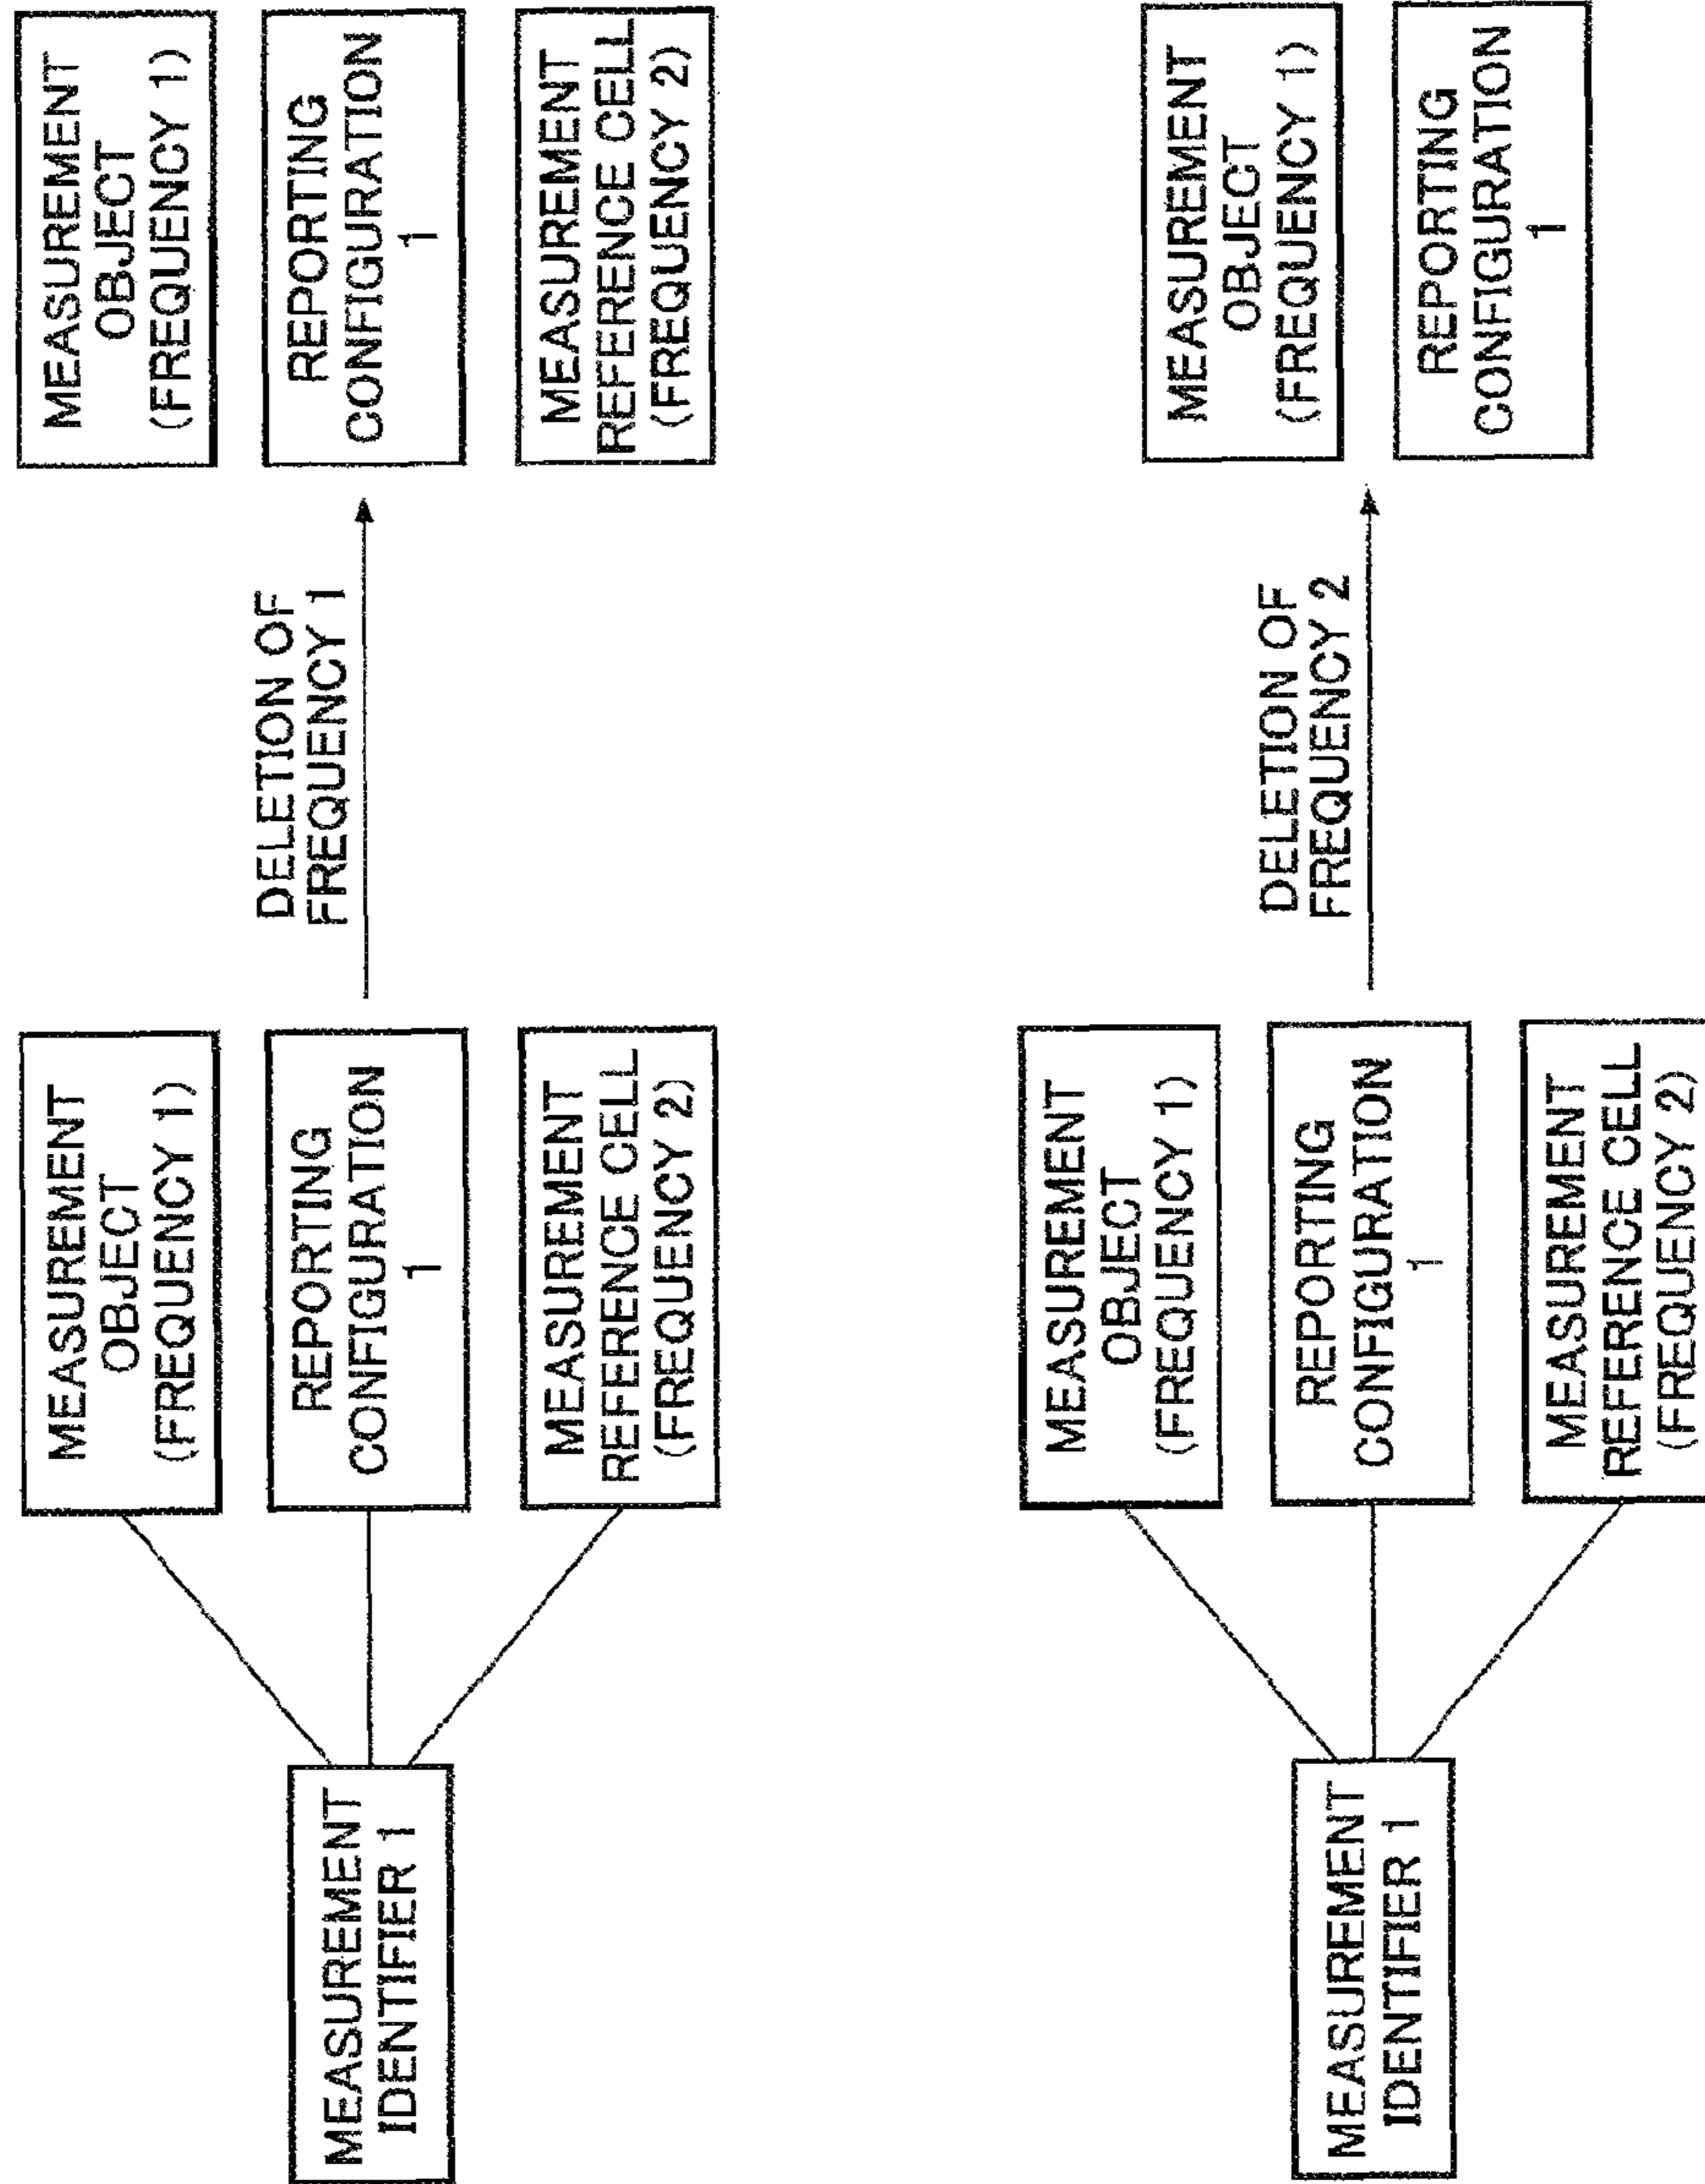 MEASUREMENT
IDENTIFIER 1
MEASUREMENT
OBJECT
(FREQUENCY 1)
REPORTING
CONFIGURATION
1
MEASUREMENT
REFERENCE CELL
(FREQUENCY 2)
DELETION OF
FREQUENCY 1
MEASUREMENT
OBJECT
(FREQUENCY 1)
REPORTING
CONFIGURATION
1
MEASUREMENT
REFERENCE CELL
(FREQUENCY 2)
MEASUREMENT
IDENTIFIER 1
MEASUREMENT
OBJECT
(FREQUENCY 1)
REPORTING
CONFIGURATION
1
MEASUREMENT
REFERENCE CELL
(FREQUENCY 2)
DELETION OF
FREQUENCY 2
MEASUREMENT
OBJECT
(FREQUENCY 1)
REPORTING
CONFIGURATION
1